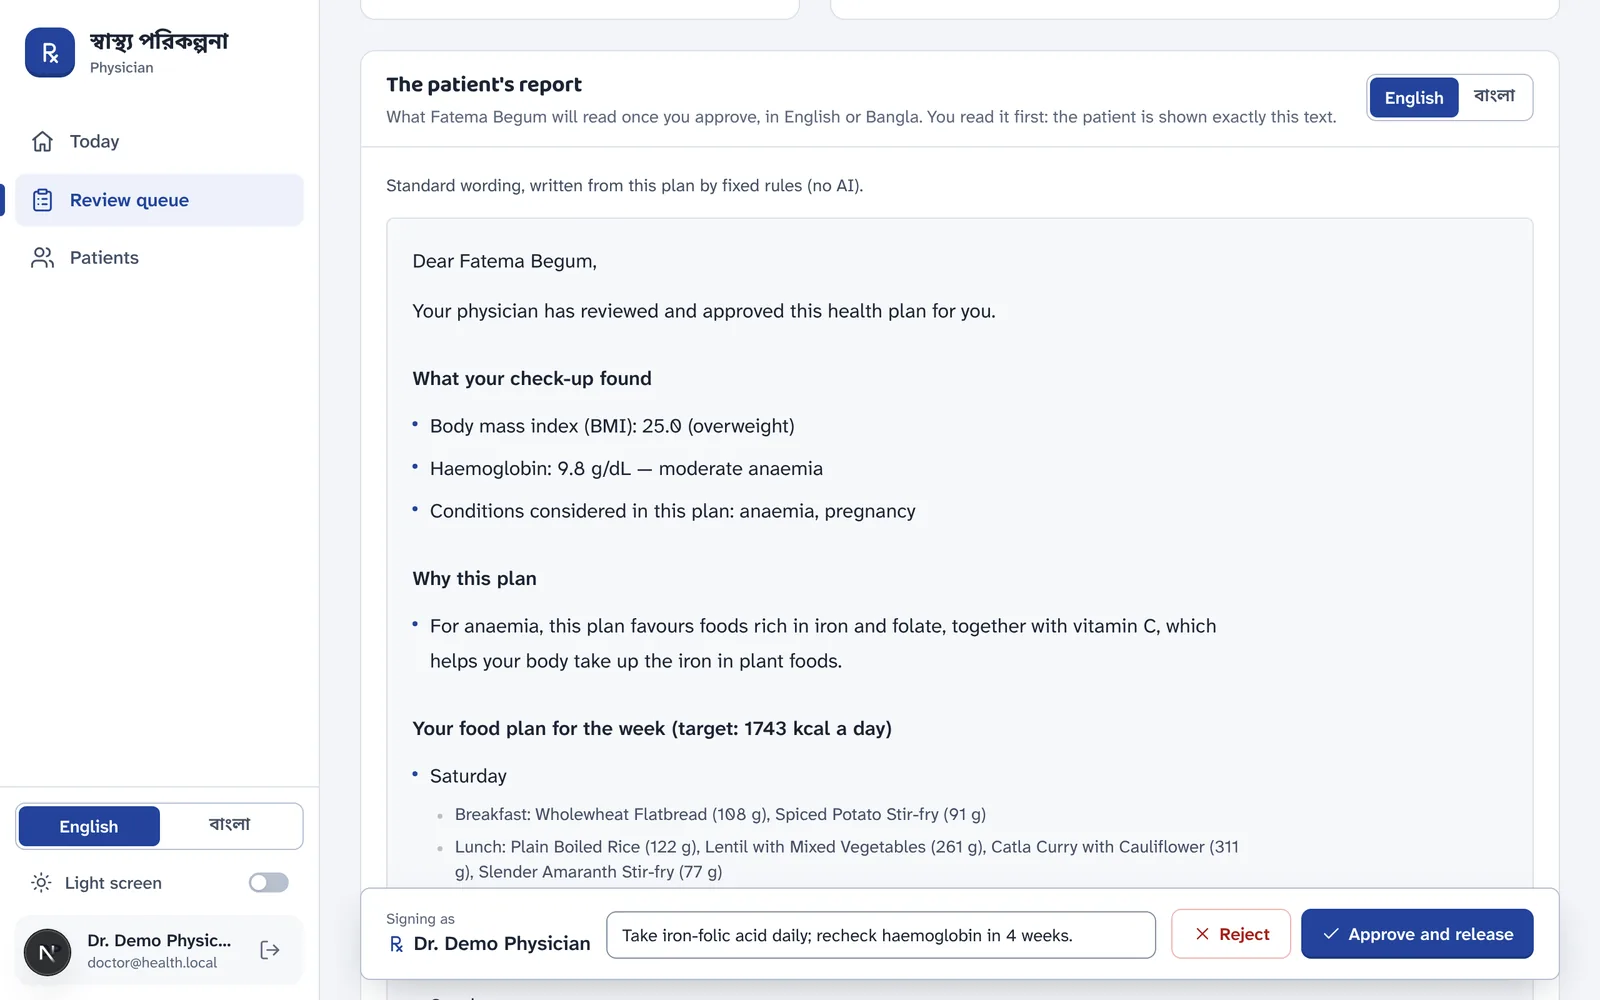 স্বাস্থ্য পরিকল্পনা
Physician
Today
Review queue
Patients
English
বাংলা
Light screen
Dr. Demo Physic...
doctor@health.local
The patient's report
What Fatema Begum will read once you approve, in English or Bangla. You read it first: the patient is shown exactly this text.
English
বাংলা
Standard wording, written from this plan by fixed rules (no AI).
Dear Fatema Begum,
Your physician has reviewed and approved this health plan for you.
What your check-up found
• Body mass index (BMI): 25.0 (overweight)
• Haemoglobin: 9.8 g/dL — moderate anaemia
• Conditions considered in this plan: anaemia, pregnancy
Why this plan
• For anaemia, this plan favours foods rich in iron and folate, together with vitamin C, which
helps your body take up the iron in plant foods.
Your food plan for the week (target: 1743 kcal a day)
• Saturday
• Breakfast: Wholewheat Flatbread (108 g), Spiced Potato Stir-fry (91 g)
• Lunch: Plain Boiled Rice (122 g), Lentil with Mixed Vegetables (261 g), Catla Curry with Cauliflower (311
g), Slender Amaranth Stir-fry (77 g)
Signing as
℞ Dr. Demo Physician
Take iron-folic acid daily; recheck haemoglobin in 4 weeks.
Reject
Approve and release